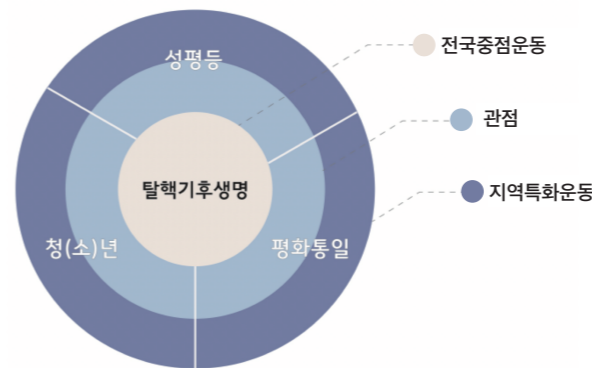 성평등
전국중점운동
관점
탈핵기후생명
지역특화운동
청(소)년
평화통일